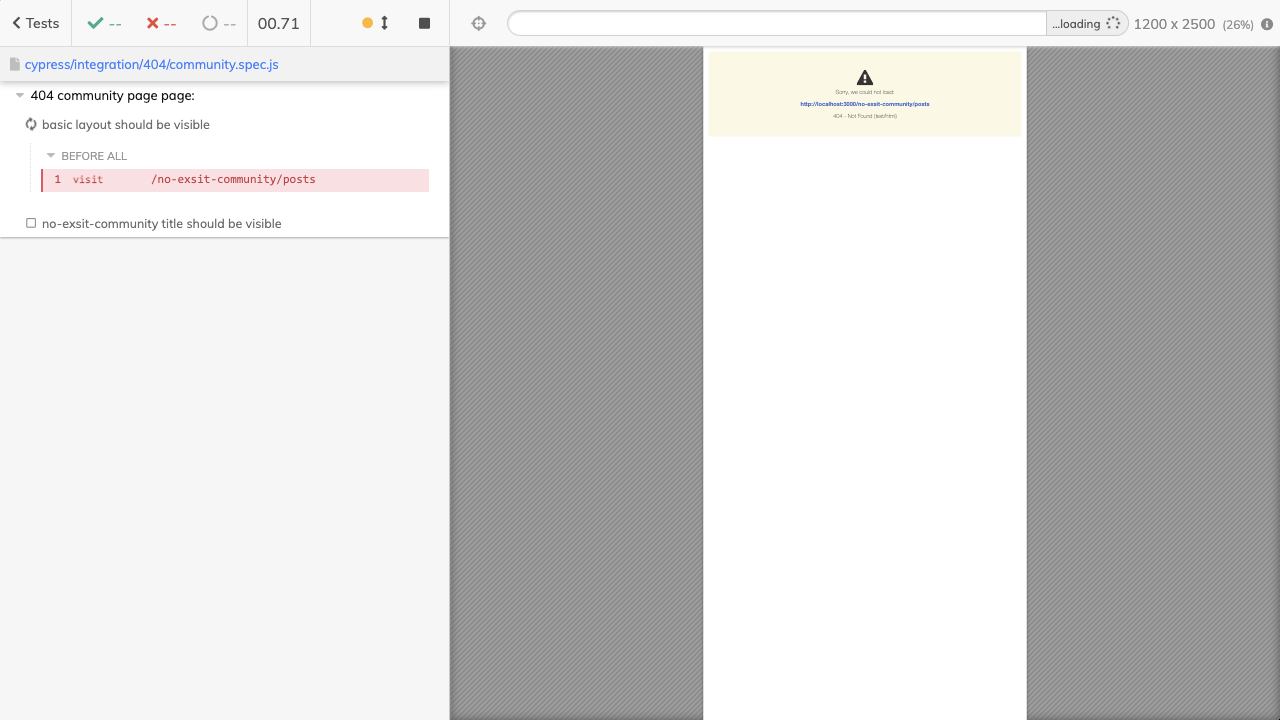 Tests
--
--
--
00.71
...loading
1200 x 2500 (26%)
cypress/integration/404/community.spec.js
404 community page page:
basic layout should be visible
BEFORE ALL
1 visit /no-exsit-community/posts
no-exsit-community title should be visible
Sorry, we could not load:
http://localhost:3000/no-exsit-community/posts
404 - Not Found (text/html)